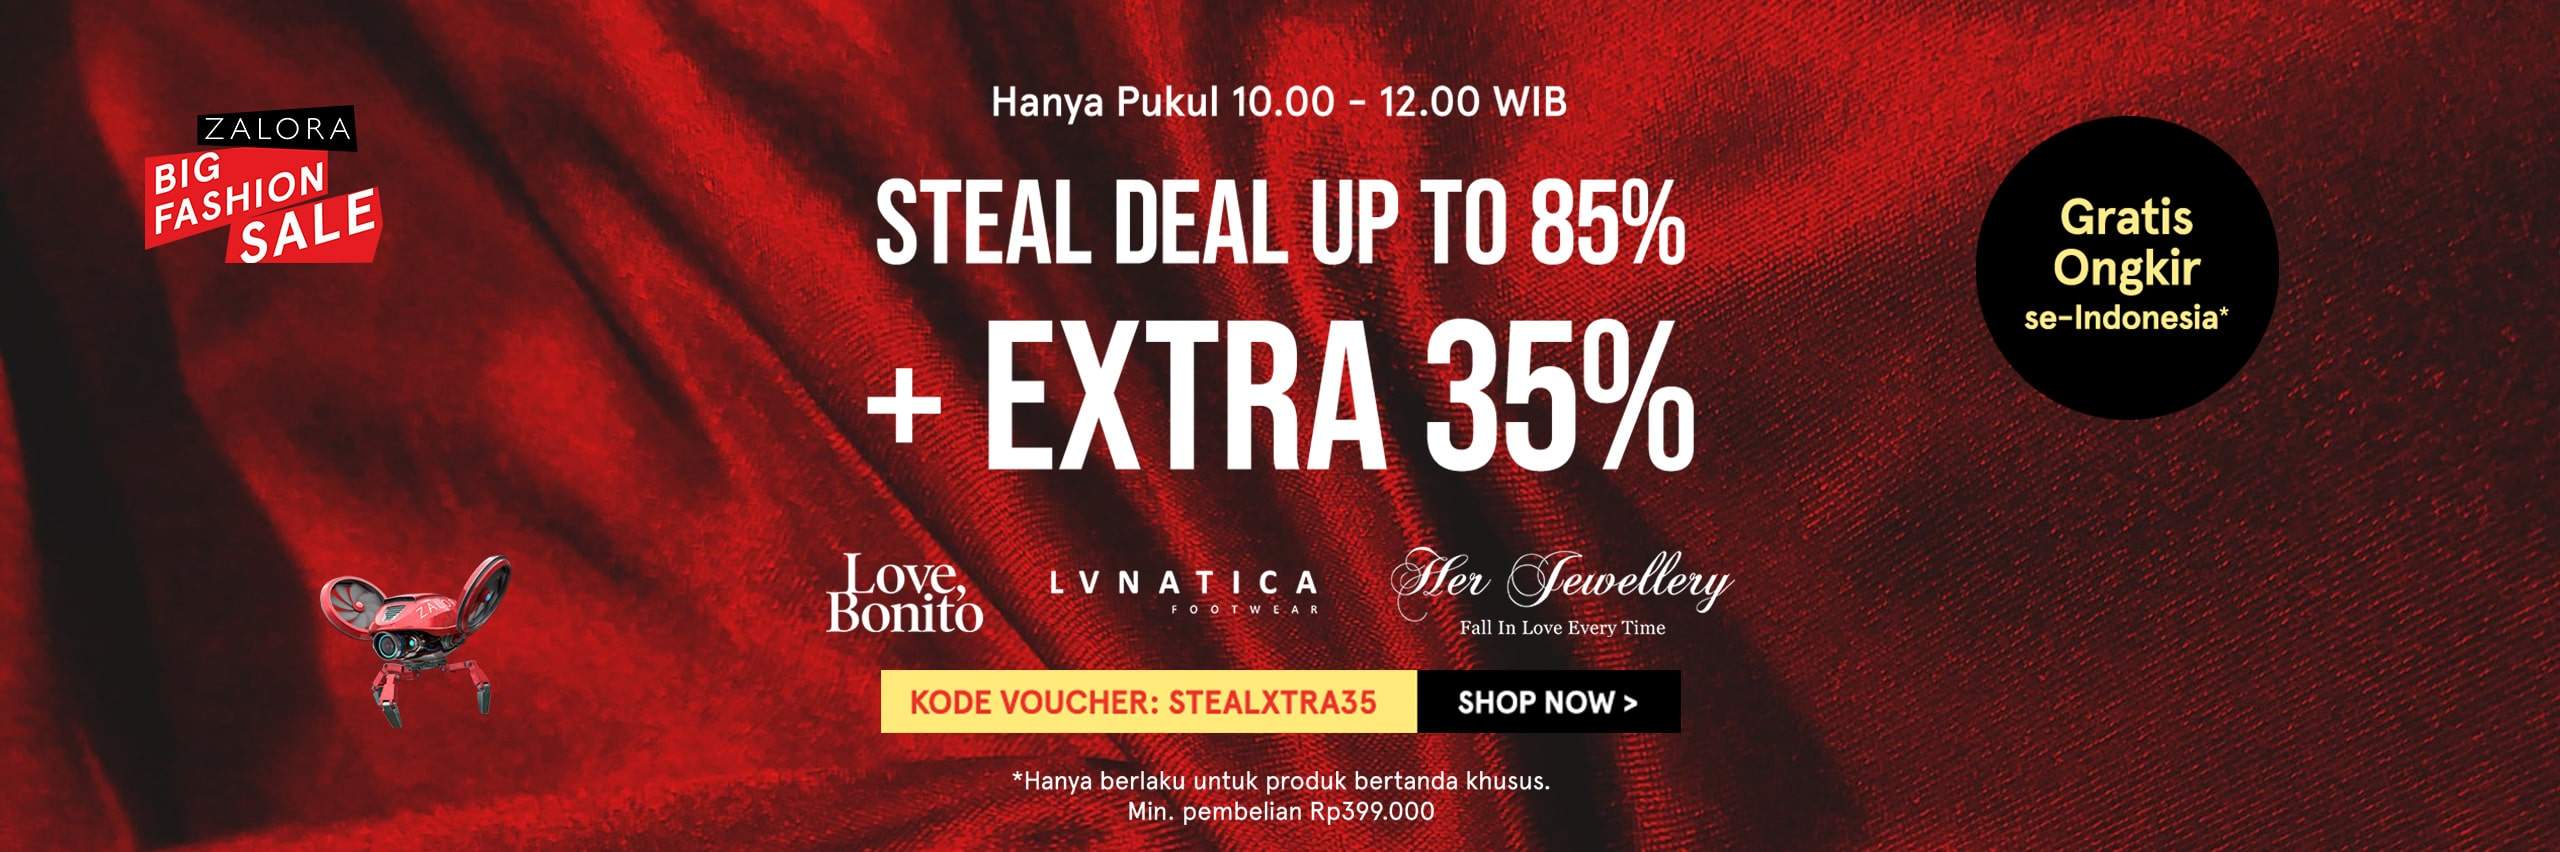 ZALORA
BIG
FASHION
SALE
Hanya Pukul 10.00 - 12.00 WIB
STEAL DEAL UP TO 85%
+ EXTRA 35%
Gratis
Ongkir
se-Indonesia*
Love,
Bonito
LVNATICA
FOOTWEAR
Her Jewellery
Fall In Love Every Time
KODE VOUCHER: STEALXTRA35
SHOP NOW >
*Hanya berlaku untuk produk bertanda khusus.
Min. pembelian Rp399.000